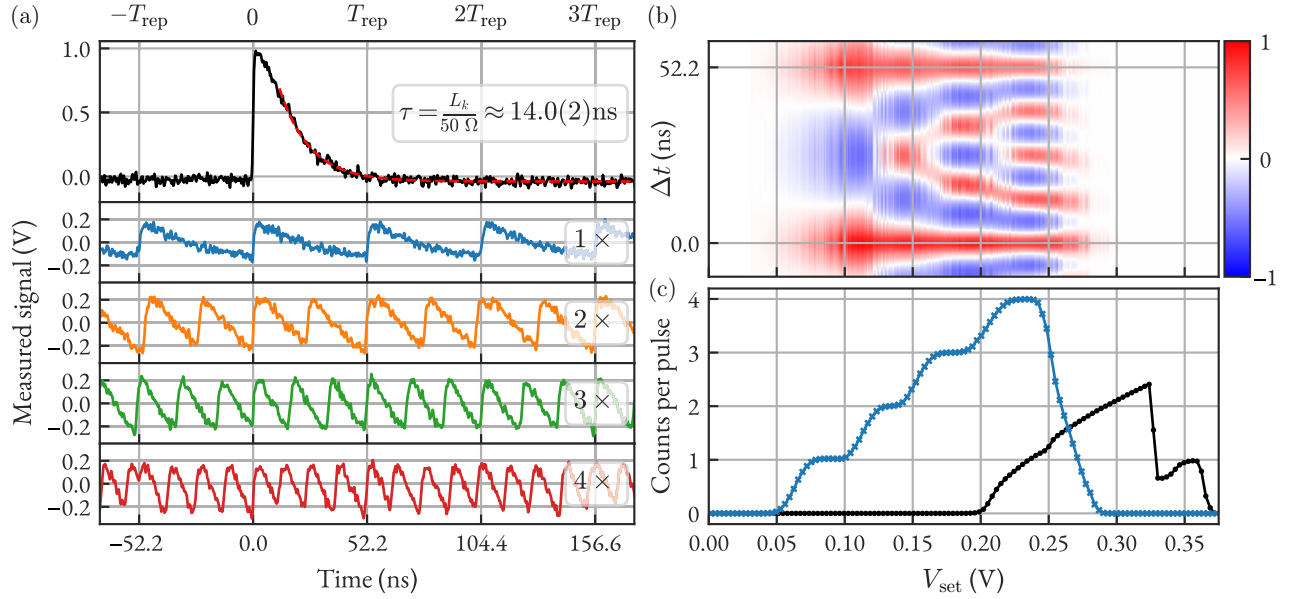 (a)
−T_rep 0 T_rep 2T_rep 3T_rep
1.0
0.5
0.0
τ = L_k / 50 Ω ≈ 14.0(2)ns
Measured signal (V)
0.2
0.0
−0.2
1 ×
0.2
0.0
−0.2
2 ×
0.2
0.0
−0.2
3 ×
0.2
0.0
−0.2
4 ×
−52.2 0.0 52.2 104.4 156.6
Time (ns)
(b)
52.2
0.0
Δt (ns)
1
0
−1
(c)
4
3
2
1
0
Counts per pulse
0.00 0.05 0.10 0.15 0.20 0.25 0.30 0.35
V_set (V)